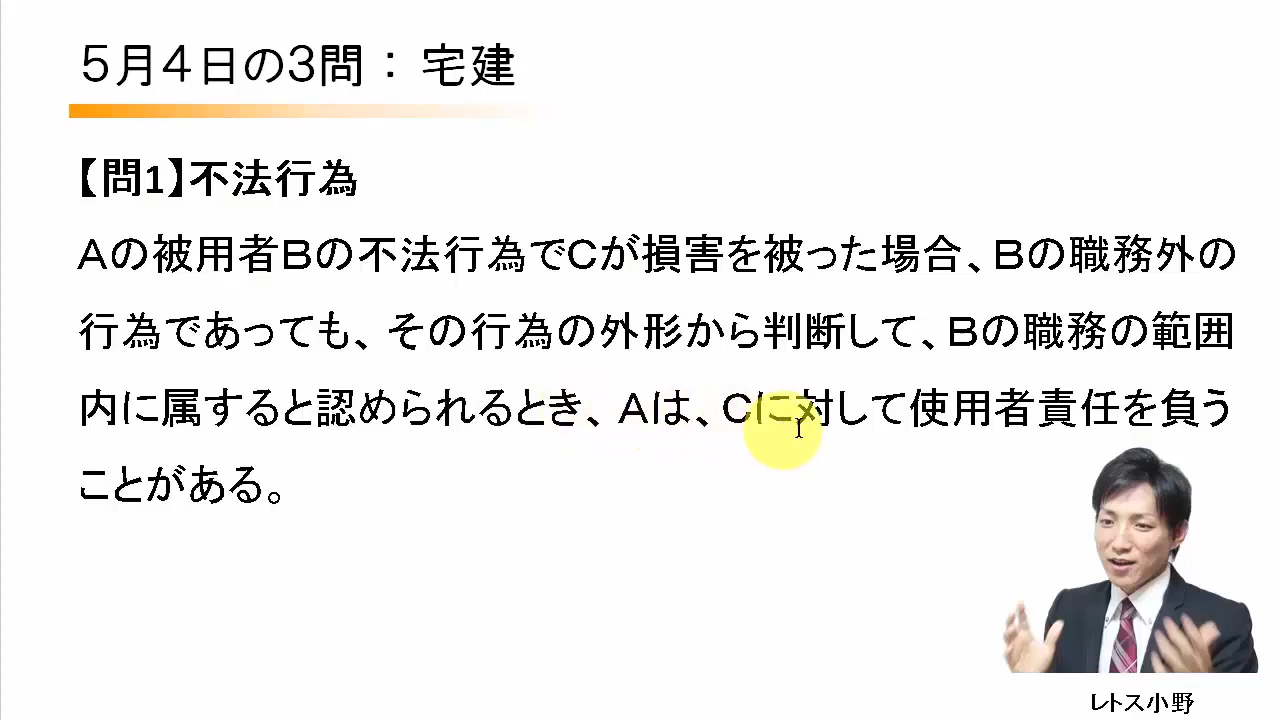 ５月４日の３問： 宅建
【問1】不法行為
Ａの被用者Ｂの不法行為でＣが損害を被った場合、Ｂの職務外の
行為であっても、その行為の外形から判断して、Ｂの職務の範囲
内に属すると認められるとき、Ａは、Ｃに対して使用者責任を負う
ことがある。
レトス小野